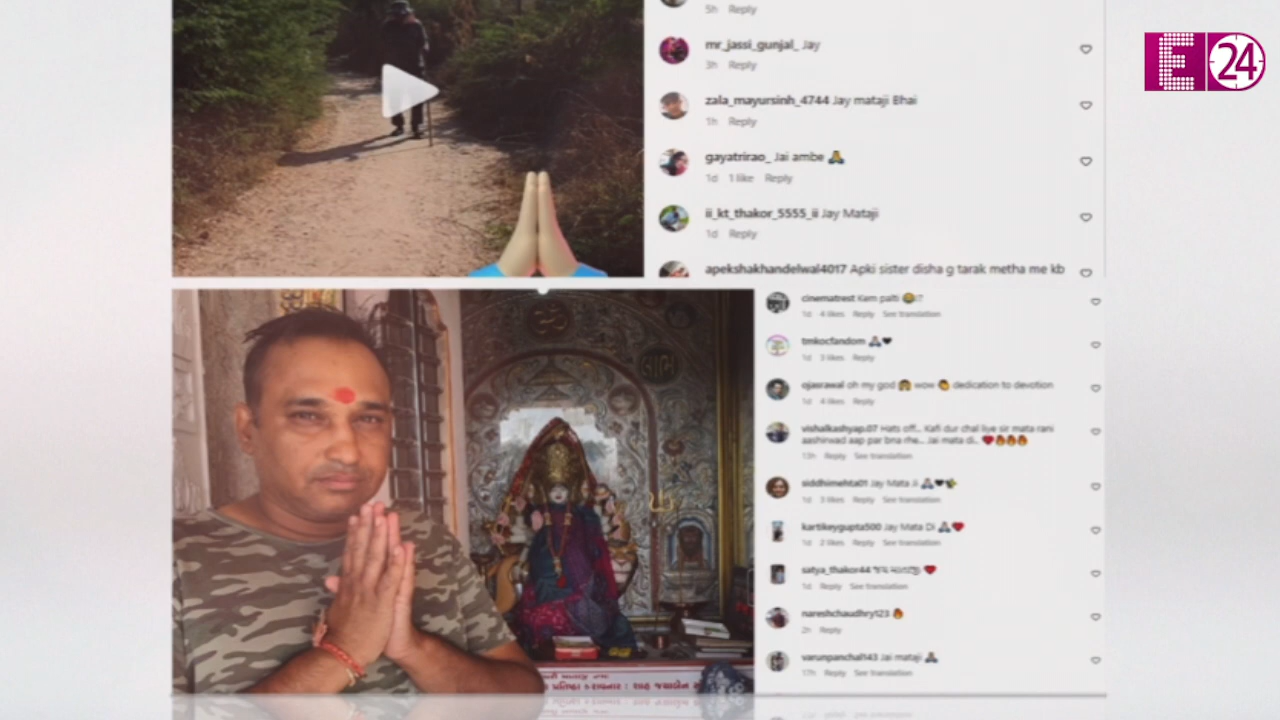 E24
5h Reply
mr_jassi_gunjal_ Jay
3h Reply
zala_mayursinh_4744 Jay mataji Bhai
1h Reply
gayatrirao_ Jai ambe 🙏
1d 1 like Reply
ii_kt_thakor_5555_ii Jay Mataji
1d Reply
apekshakhandelwal4017 Apki sister disha g tarak metha me kb
cinematrest Kem palti 😂!?
1d 4 likes Reply See translation
tmkocfandom 🙏🖤
1d 3 likes Reply
ojasrawal oh my god wow dedication to devotion
1d 4 likes Reply
vishalkashyap.07 Hats off... Kafi dur chal liye sir mata rani
aashirwad aap par bna rhe... Jai mata di.. ❤️🔥🔥🔥
13h Reply See translation
siddhimehta01 Jay Mata Ji 🙏🖤
1d 3 likes Reply See translation
kartikeygupta500 Jay Mata Di 🙏❤️
1d 2 likes Reply See translation
satya_thakor44 જય માતાજી ❤️
1d Reply See translation
nareshchaudhry123 🔥
2h Reply
varunpanchal143 Jai mataji 🙏
17h Reply See translation
ૐ
લાભ
પ્રતિષ્ઠા કરાવનાર : શાહ જયાબેન